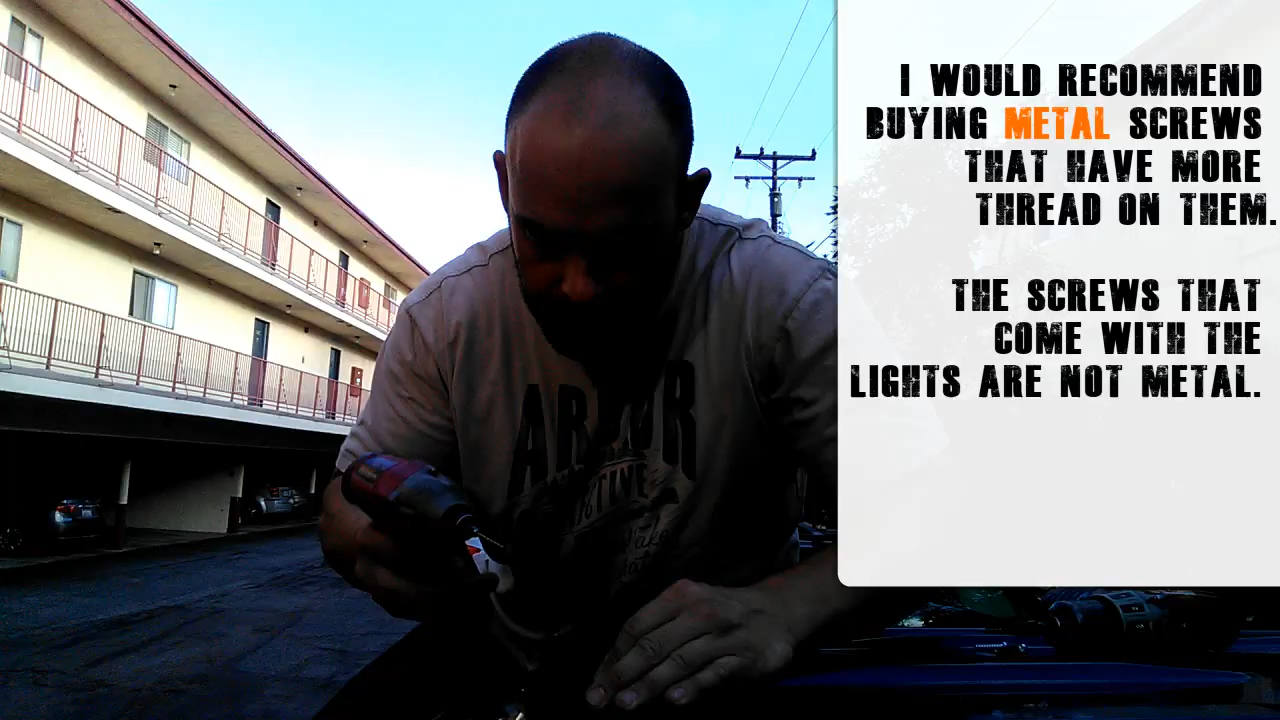 I WOULD RECOMMEND
BUYING METAL SCREWS
THAT HAVE MORE
THREAD ON THEM.
THE SCREWS THAT
COME WITH THE
LIGHTS ARE NOT METAL.
ARBOR